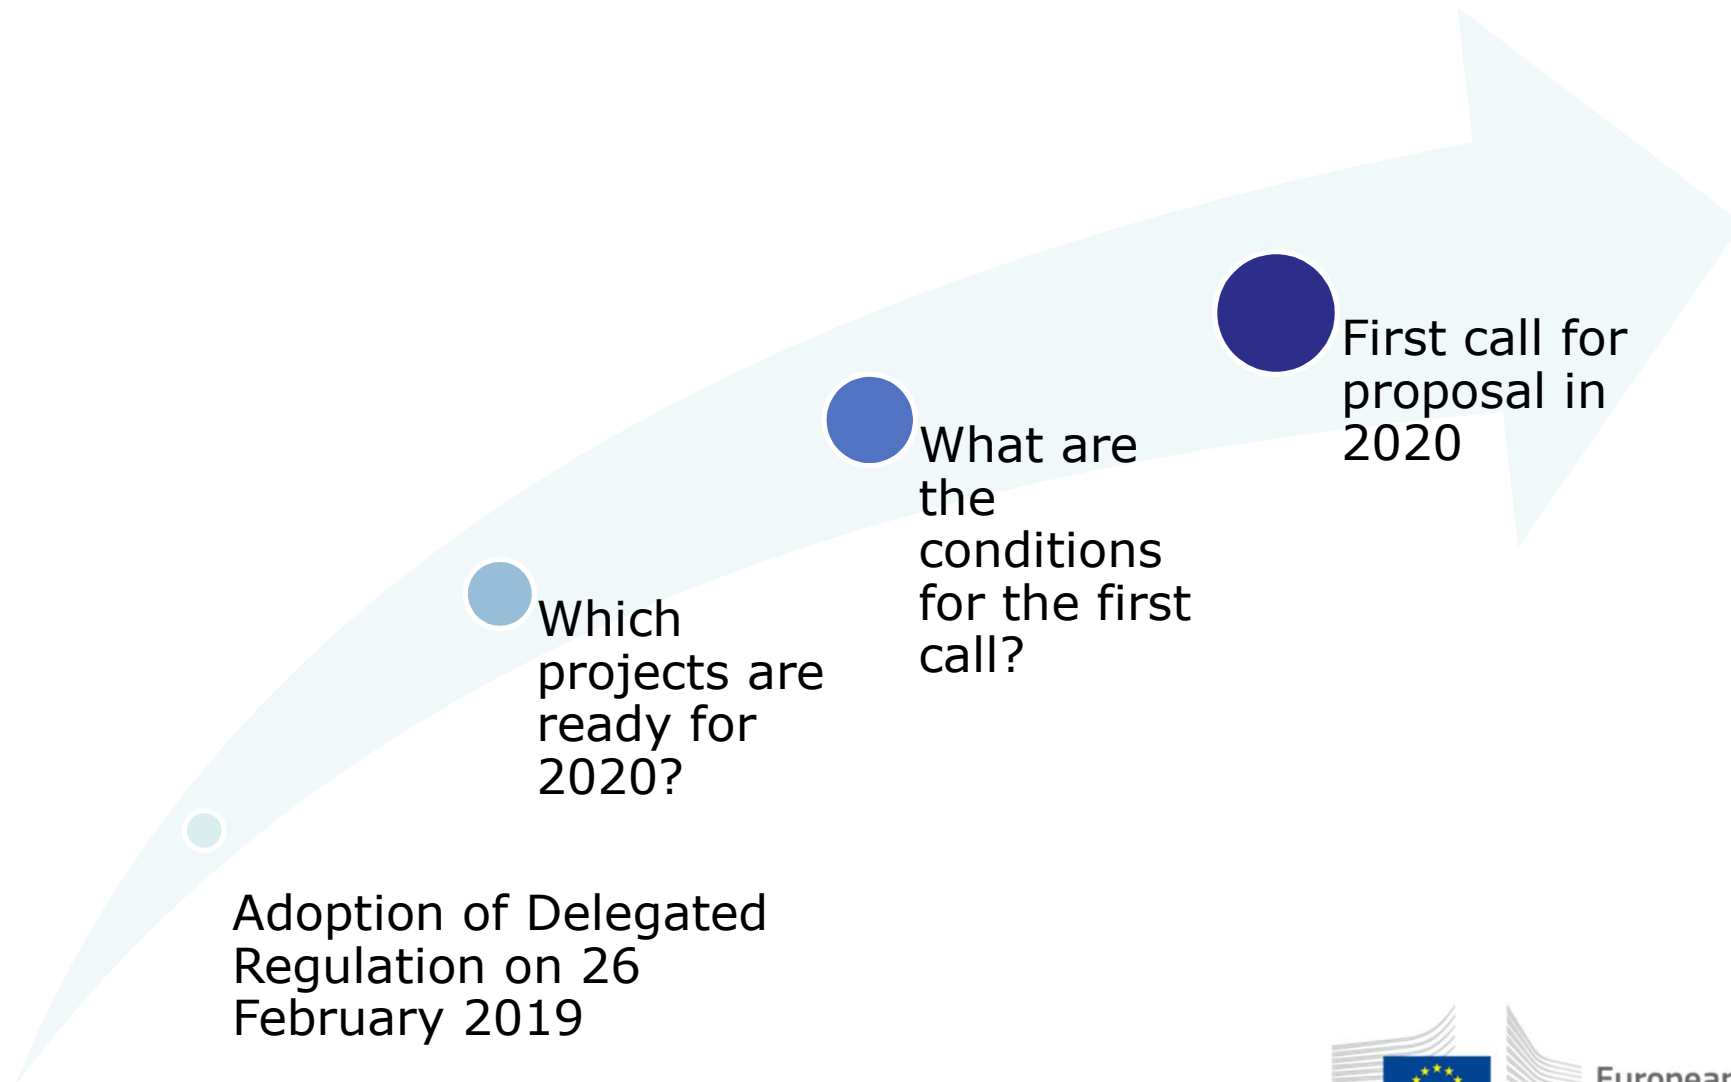 First call for
proposal in
2020
What are
the
conditions
for the first
call?
Which
projects are
ready for
2020?
Adoption of Delegated
Regulation on 26
February 2019
European